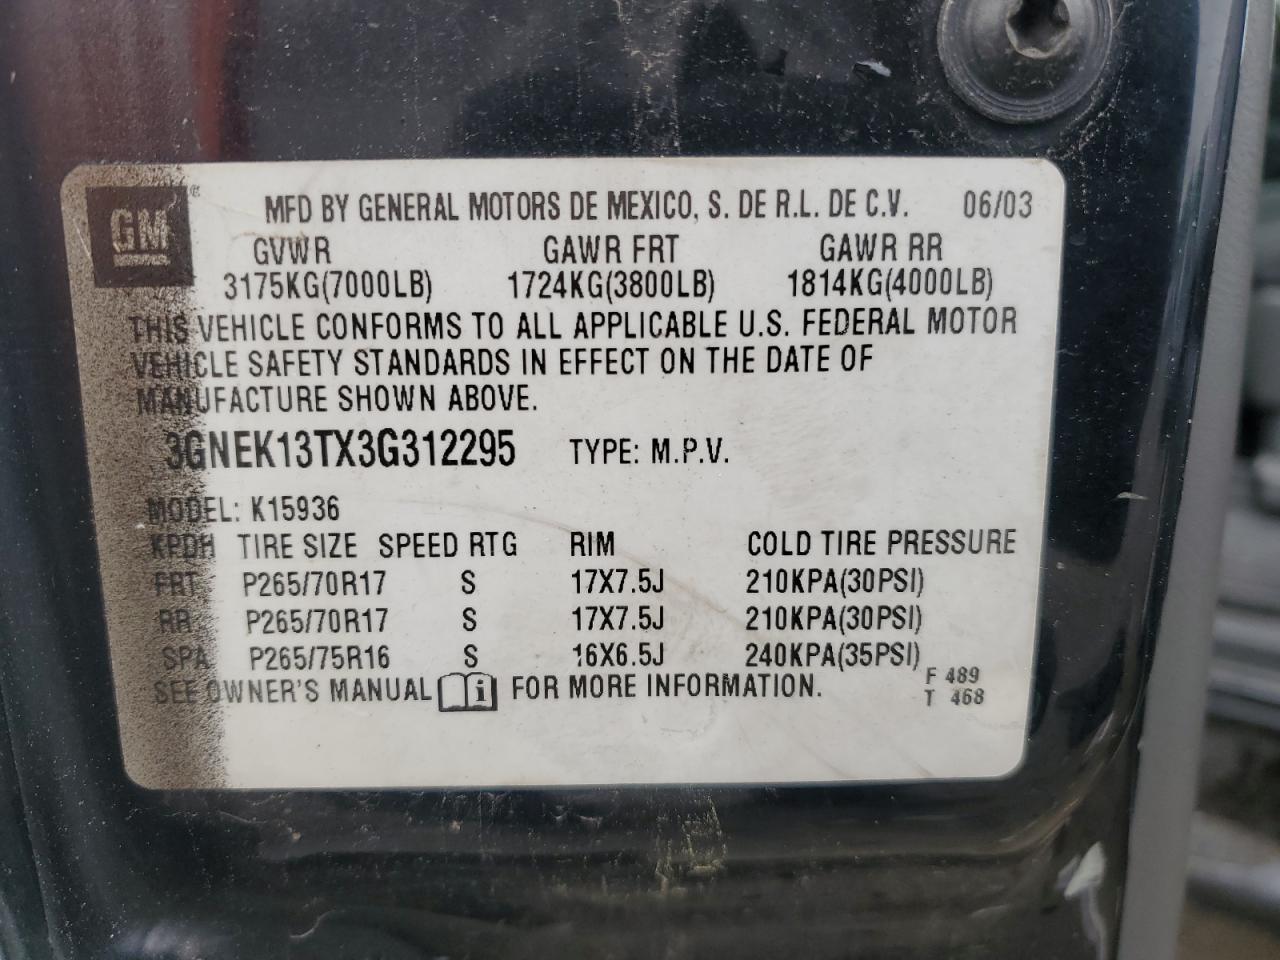 GM®
MFD BY GENERAL MOTORS DE MEXICO, S. DE R.L. DE C.V. 06/03
GVWR GAWR FRT GAWR RR
3175KG(7000LB) 1724KG(3800LB) 1814KG(4000LB)
THIS VEHICLE CONFORMS TO ALL APPLICABLE U.S. FEDERAL MOTOR
VEHICLE SAFETY STANDARDS IN EFFECT ON THE DATE OF
MANUFACTURE SHOWN ABOVE.
3GNEK13TX3G312295 TYPE: M.P.V.
MODEL: K15936
KPDH TIRE SIZE SPEED RTG RIM COLD TIRE PRESSURE
FRT P265/70R17 S 17X7.5J 210KPA(30PSI)
RR P265/70R17 S 17X7.5J 210KPA(30PSI)
SPA P265/75R16 S 16X6.5J 240KPA(35PSI)
SEE OWNER'S MANUAL i FOR MORE INFORMATION.
F 489
T 468